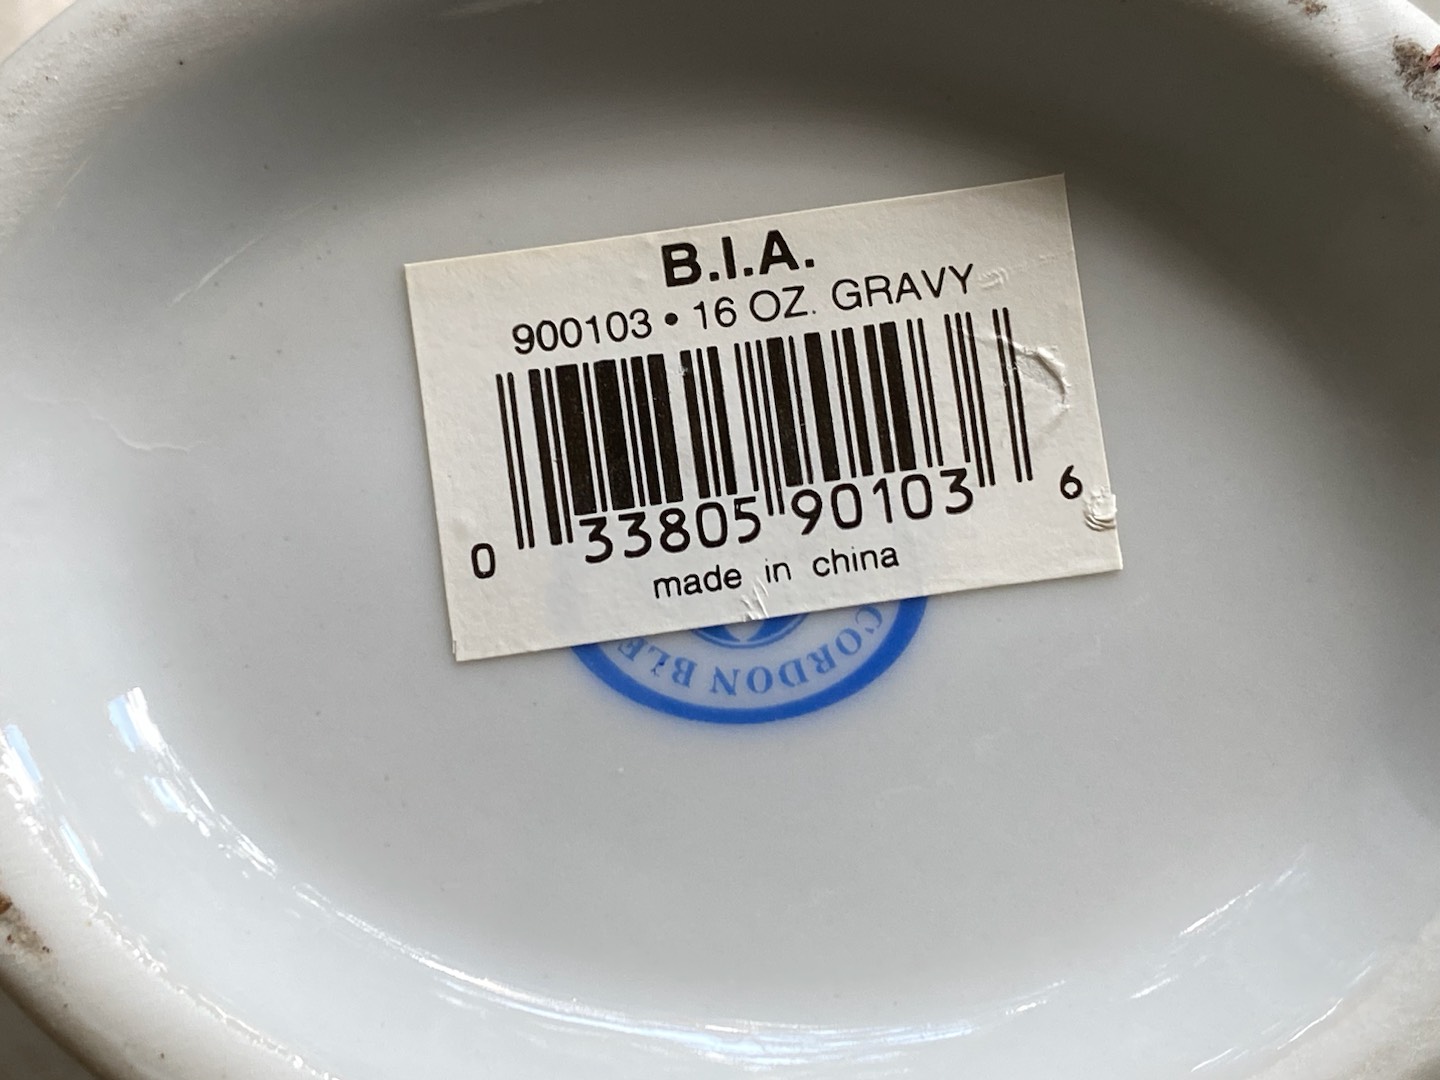 B.I.A.
900103 • 16 OZ. GRAVY
0 33805 90103 6
made in china
CORDON BLE